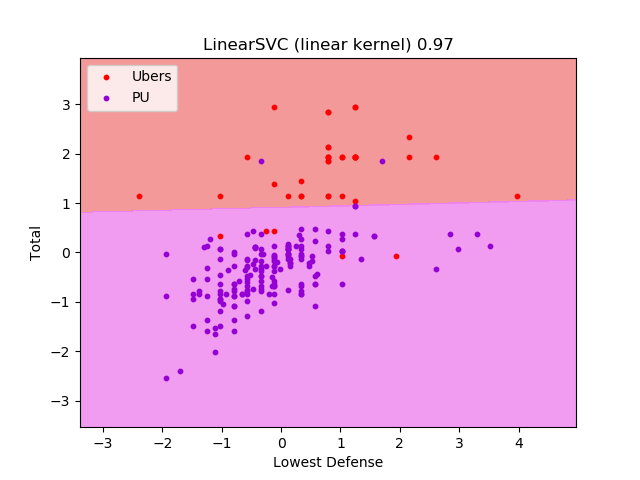 LinearSVC (linear kernel) 0.97
Ubers
PU
3
2
1
0
−1
−2
−3
Total
−3 −2 −1 0 1 2 3 4
Lowest Defense